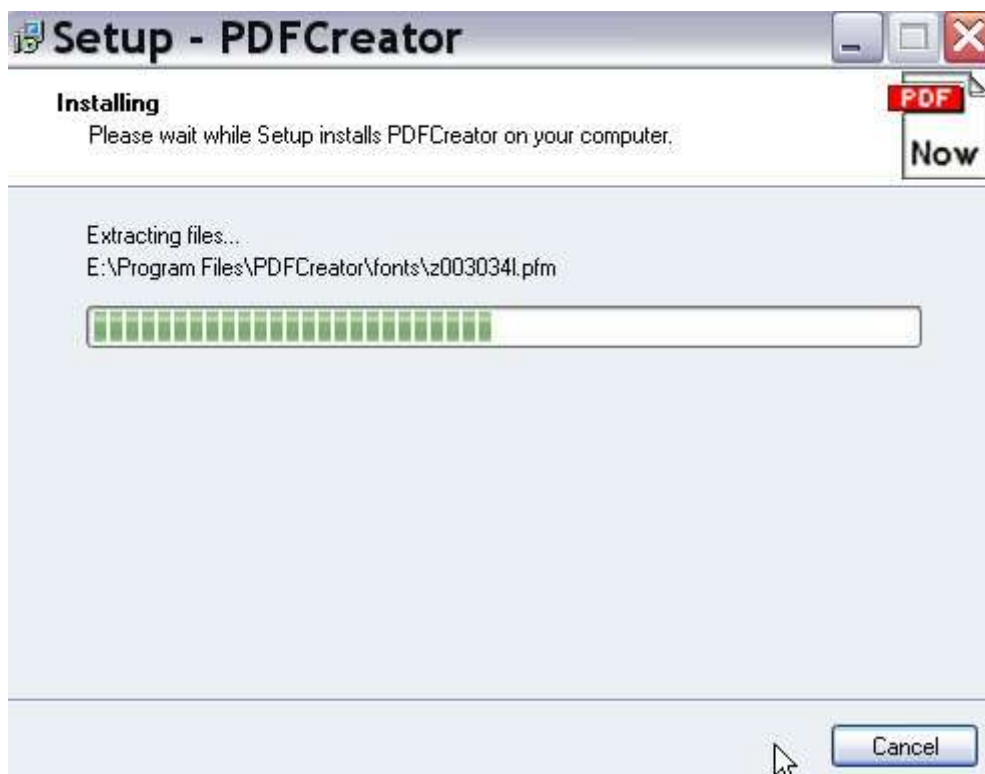 Setup - PDFCreator
Installing
Please wait while Setup installs PDFCreator on your computer.
PDF
Now
Extracting files...
E:\Program Files\PDFCreator\fonts\z003034l.pfm
Cancel